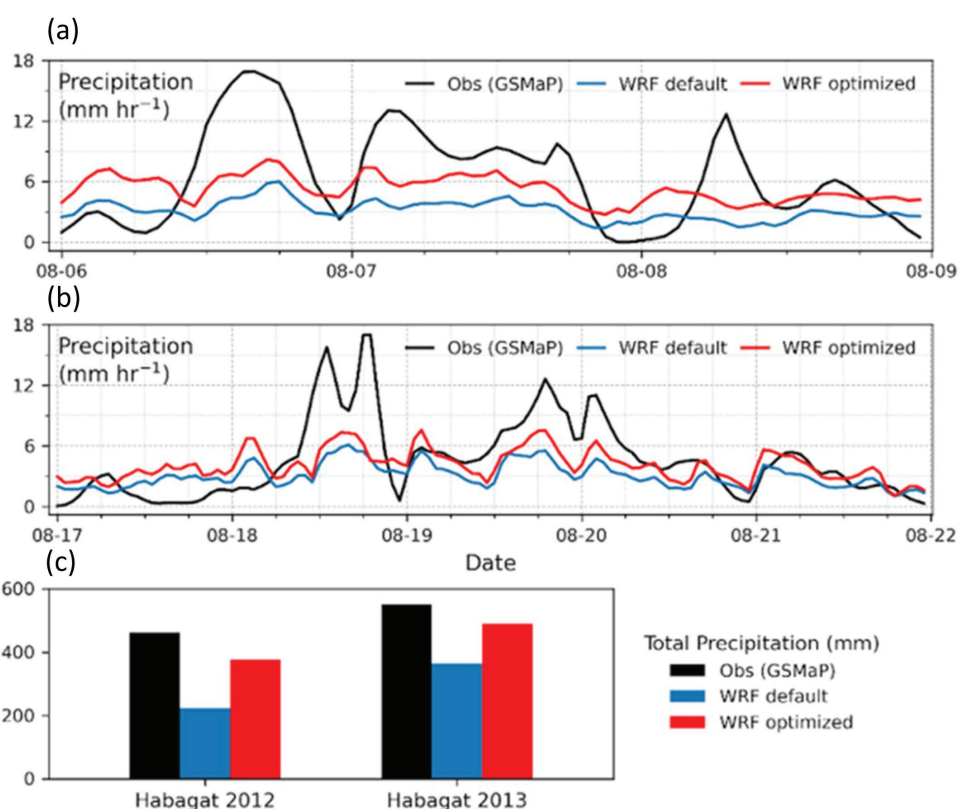 (a)
18
12
6
0
Precipitation
(mm hr⁻¹)
Obs (GSMaP) WRF default WRF optimized
08-06 08-07 08-08 08-09
(b)
18
12
6
0
Precipitation
(mm hr⁻¹)
Obs (GSMaP) WRF default WRF optimized
08-17 08-18 08-19 08-20 08-21 08-22
Date
(c)
600
400
200
0
Habagat 2012 Habagat 2013
Total Precipitation (mm)
Obs (GSMaP)
WRF default
WRF optimized